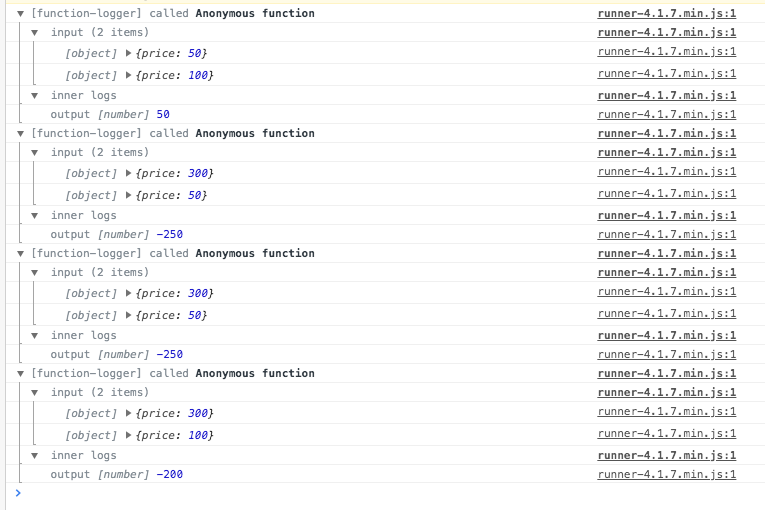 [function-logger] called Anonymous function runner-4.1.7.min.js:1
input (2 items) runner-4.1.7.min.js:1
[object] {price: 50} runner-4.1.7.min.js:1
[object] {price: 100} runner-4.1.7.min.js:1
inner logs runner-4.1.7.min.js:1
output [number] 50 runner-4.1.7.min.js:1
[function-logger] called Anonymous function runner-4.1.7.min.js:1
input (2 items) runner-4.1.7.min.js:1
[object] {price: 300} runner-4.1.7.min.js:1
[object] {price: 50} runner-4.1.7.min.js:1
inner logs runner-4.1.7.min.js:1
output [number] -250 runner-4.1.7.min.js:1
[function-logger] called Anonymous function runner-4.1.7.min.js:1
input (2 items) runner-4.1.7.min.js:1
[object] {price: 300} runner-4.1.7.min.js:1
[object] {price: 50} runner-4.1.7.min.js:1
inner logs runner-4.1.7.min.js:1
output [number] -250 runner-4.1.7.min.js:1
[function-logger] called Anonymous function runner-4.1.7.min.js:1
input (2 items) runner-4.1.7.min.js:1
[object] {price: 300} runner-4.1.7.min.js:1
[object] {price: 100} runner-4.1.7.min.js:1
inner logs runner-4.1.7.min.js:1
output [number] -200 runner-4.1.7.min.js:1